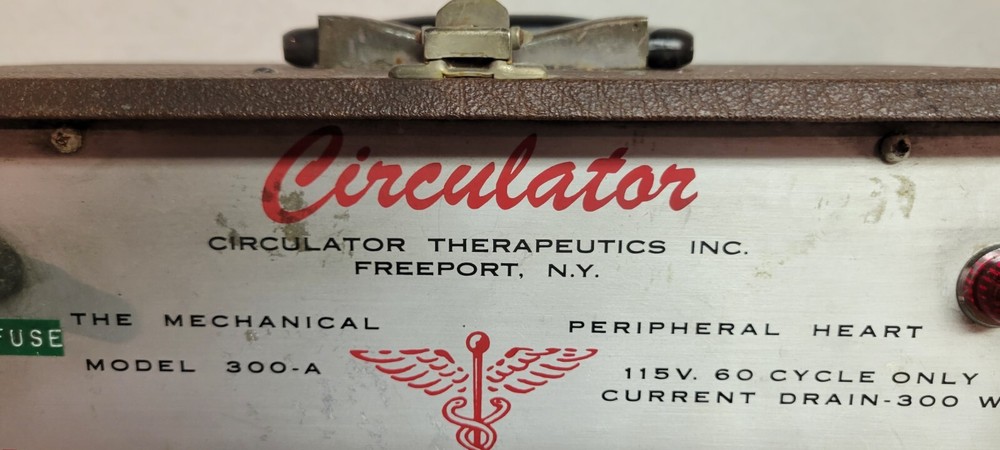 Circulator
CIRCULATOR THERAPEUTICS INC.
FREEPORT, N.Y.
THE MECHANICAL PERIPHERAL HEART
FUSE
MODEL 300-A
115V. 60 CYCLE ONLY
CURRENT DRAIN-300 W